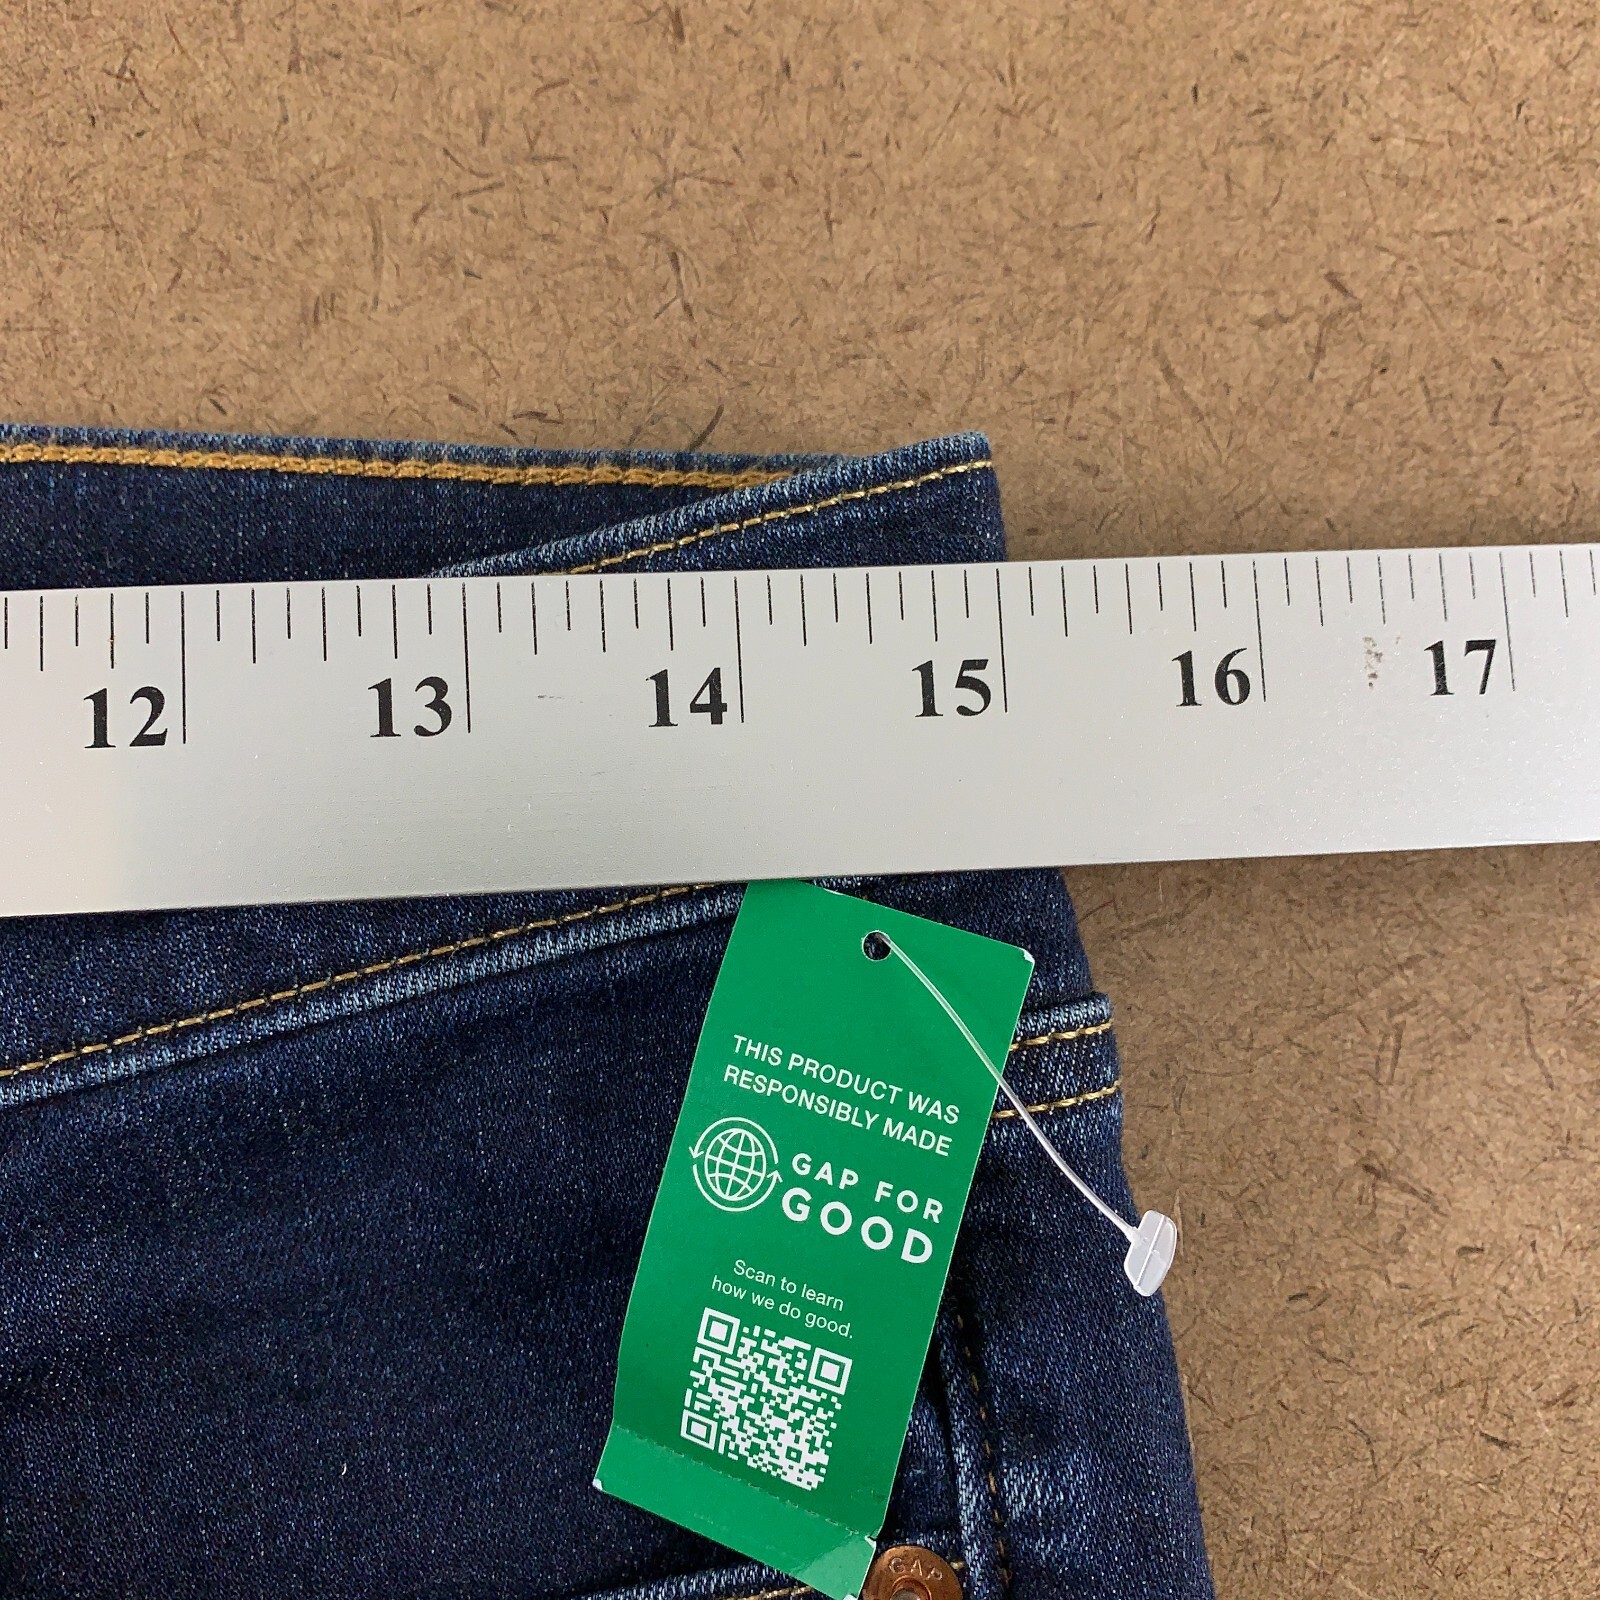 12 13 14 15 16 17
THIS PRODUCT WAS
RESPONSIBLY MADE
GAP FOR
GOOD
Scan to learn
how we do good.
GAP